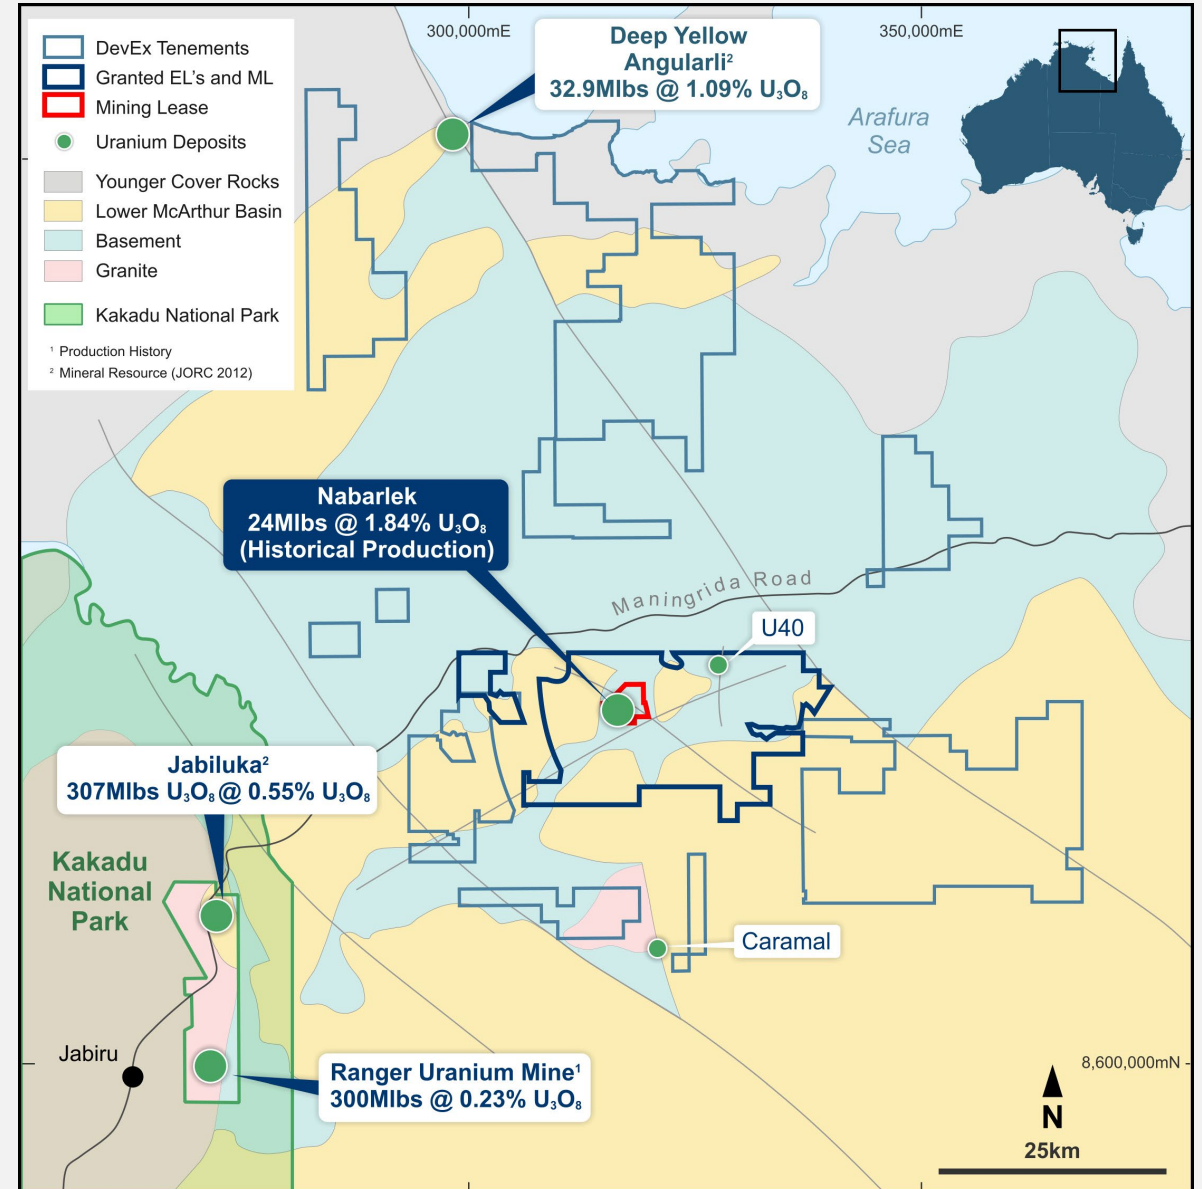 300,000mE
350,000mE
DevEx Tenements
Granted EL's and ML
Mining Lease
Uranium Deposits
Younger Cover Rocks
Lower McArthur Basin
Basement
Granite
Kakadu National Park
¹ Production History
² Mineral Resource (JORC 2012)
Deep Yellow
Angularli²
32.9Mlbs @ 1.09% U₃O₈
Arafura
Sea
Nabarlek
24Mlbs @ 1.84% U₃O₈
(Historical Production)
Maningrida Road
U40
Jabiluka²
307Mlbs U₃O₈ @ 0.55% U₃O₈
Kakadu
National
Park
Caramal
Jabiru
Ranger Uranium Mine¹
300Mlbs @ 0.23% U₃O₈
8,600,000mN
N
25km